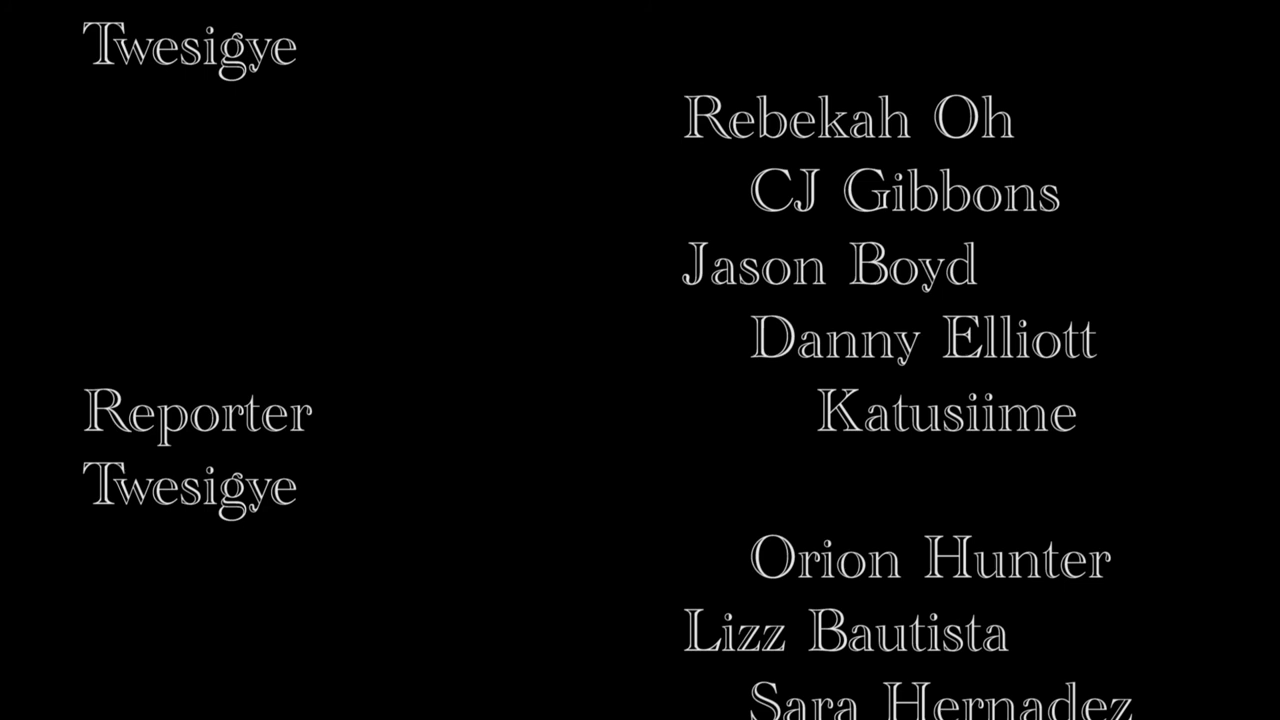 Twesigye
Rebekah Oh
CJ Gibbons
Jason Boyd
Danny Elliott
Reporter Katusiime
Twesigye
Orion Hunter
Lizz Bautista
Sara Hernadez